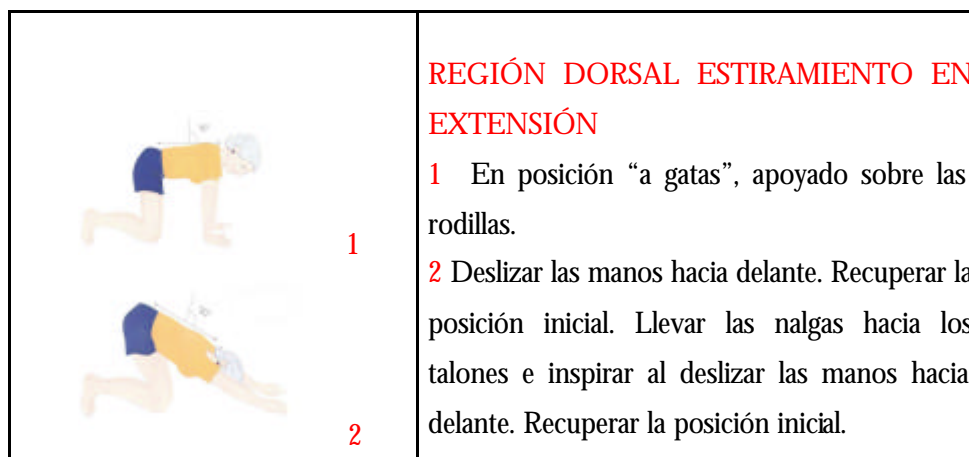 1
2
REGIÓN DORSAL ESTIRAMIENTO EN
EXTENSIÓN
1 En posición “a gatas”, apoyado sobre las
rodillas.
2 Deslizar las manos hacia delante. Recuperar la
posición inicial. Llevar las nalgas hacia los
talones e inspirar al deslizar las manos hacia
delante. Recuperar la posición inicial.